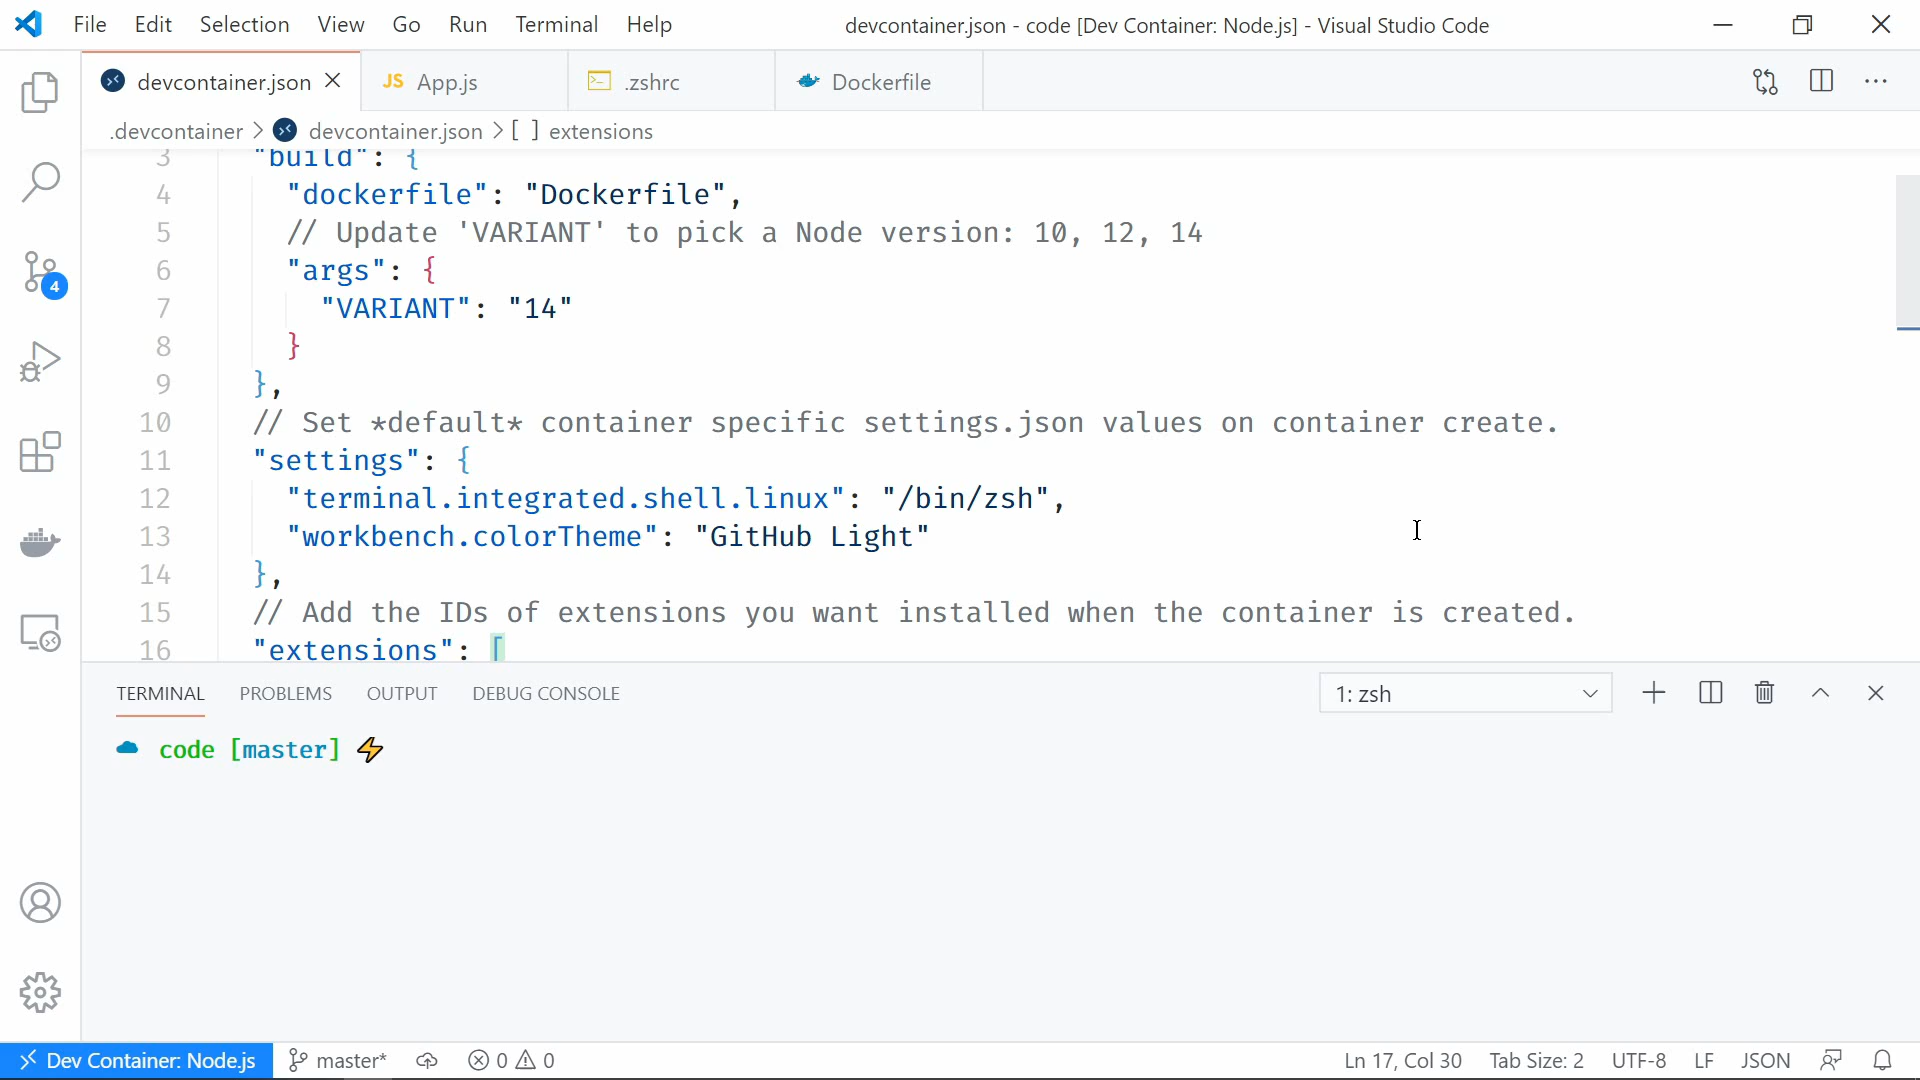 File Edit Selection View Go Run Terminal Help devcontainer.json - code [Dev Container: Node.js] - Visual Studio Code
devcontainer.json JS App.js .zshrc Dockerfile
.devcontainer > devcontainer.json > [ ] extensions
3 "build": {
4 "dockerfile": "Dockerfile",
5 // Update 'VARIANT' to pick a Node version: 10, 12, 14
6 "args": {
7 "VARIANT": "14"
8 }
9 },
10 // Set *default* container specific settings.json values on container create.
11 "settings": {
12 "terminal.integrated.shell.linux": "/bin/zsh",
13 "workbench.colorTheme": "GitHub Light"
14 },
15 // Add the IDs of extensions you want installed when the container is created.
16 "extensions": [
4
TERMINAL PROBLEMS OUTPUT DEBUG CONSOLE 1: zsh
code [master] ⚡
Dev Container: Node.js master* 0 0 Ln 17, Col 30 Tab Size: 2 UTF-8 LF JSON